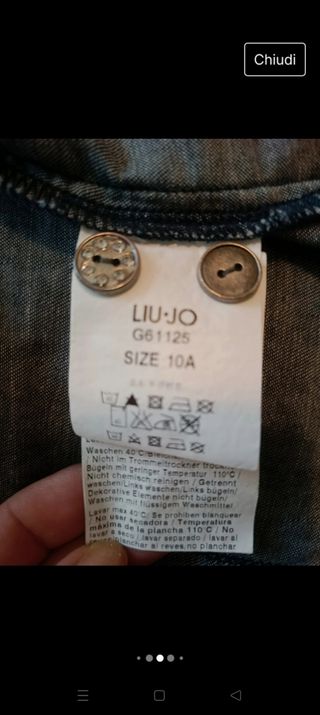 Chiudi
LIU·JO
G61125
SIZE 10A
Waschen 40°C/Bleichen
/ Nicht im Trommeltrockner trocknen
Bügeln mit geringer Temperatur 110°C/
Nicht chemisch reinigen / Getrennt
waschen/Links waschen/Links bügeln/
Dekorative Elemente nicht bügeln/
Waschen mit flüssigem Waschmittel/
Lavar max 40°C/ Se prohiben blanquear
/ No usar secadora / Temperatura
máxima de la plancha 110°C / No
lavar a seco / lavar separado / lavar al
planchar al reves, no planchar